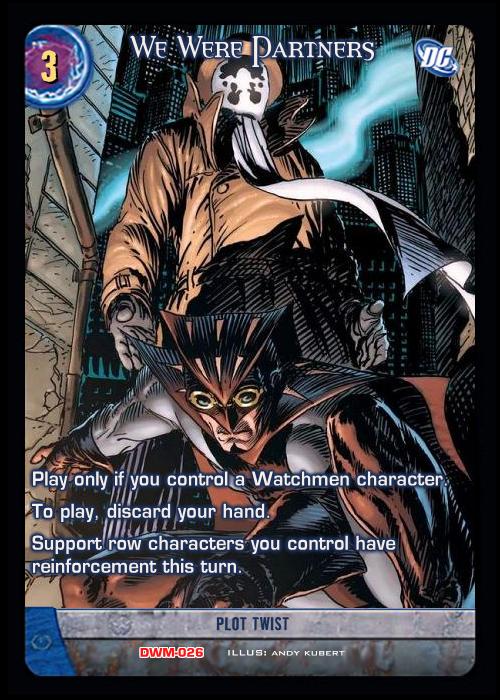 We Were Partners
3
DC
Play only if you control a Watchmen character.
To play, discard your hand.
Support row characters you control have
reinforcement this turn.
PLOT TWIST
DWM-026 ILLUS: ANDY KUBERT